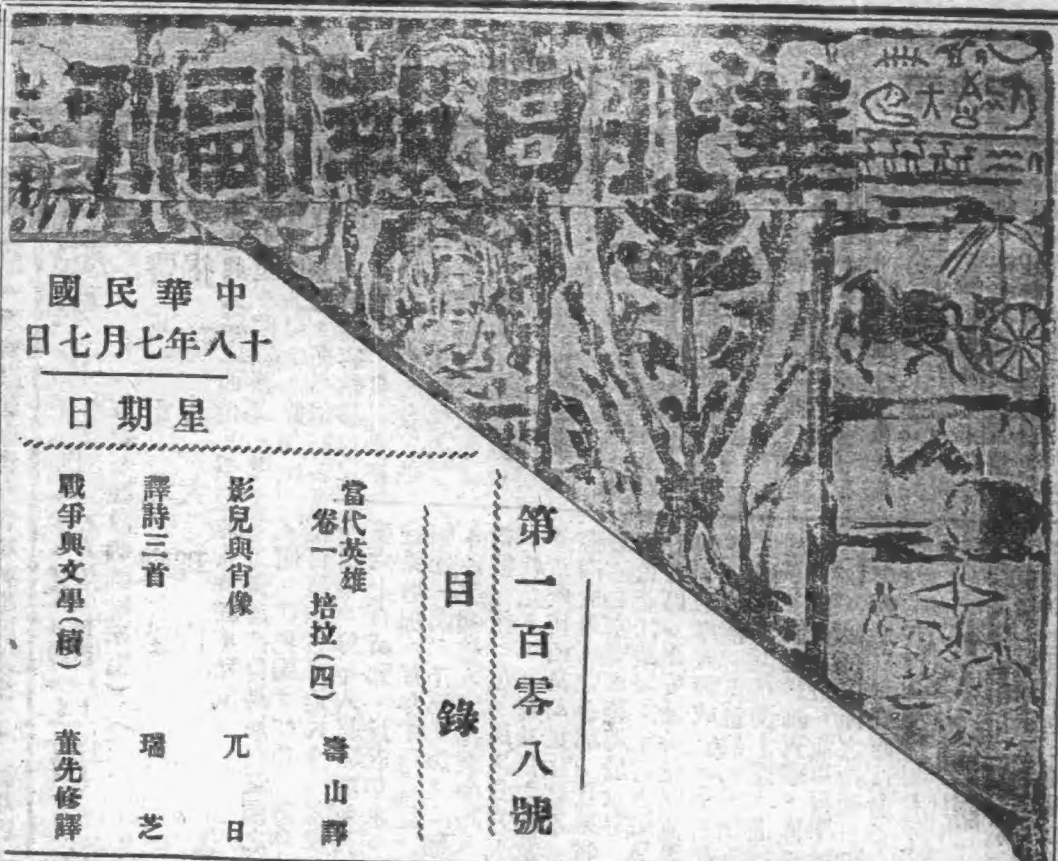 華北日報副刊
中華民國
十八年七月七日
星期日
第一百零八號
目錄
當代英雄
卷一 培拉(四) 壽山譯
影兒與肖像 兀日
譯詩三首 瑞芝
戰爭與文學(續) 董先修譯